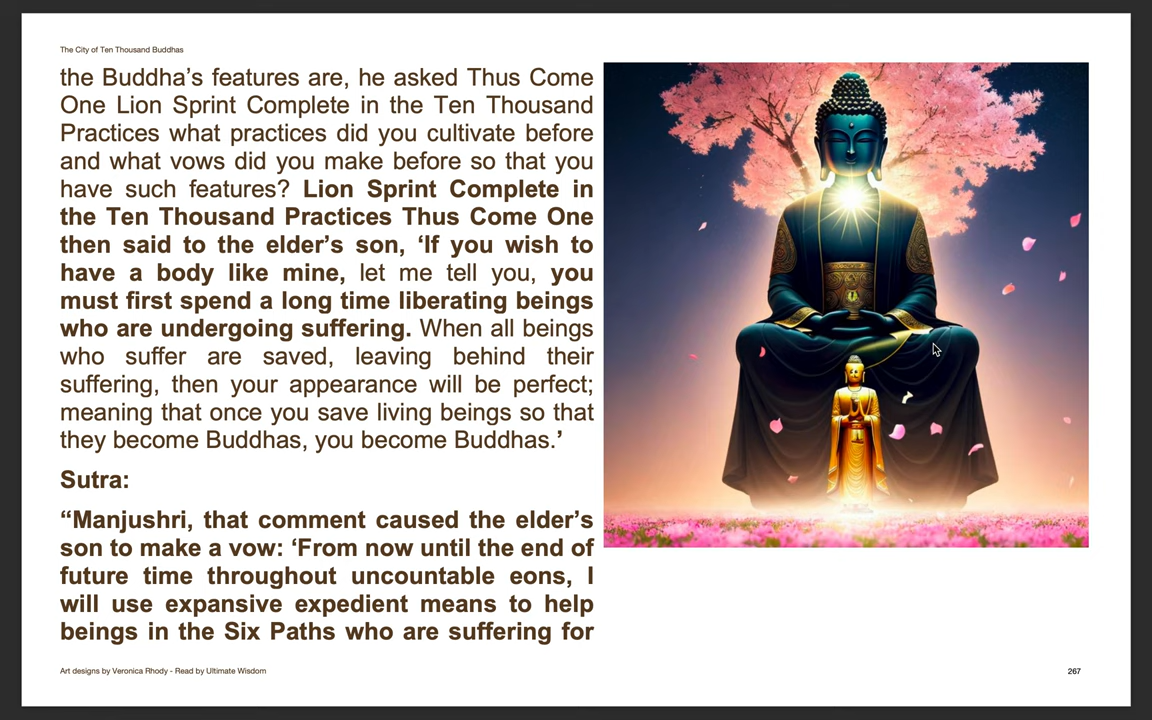 The City of Ten Thousand Buddhas
the Buddha’s features are, he asked Thus Come
One Lion Sprint Complete in the Ten Thousand
Practices what practices did you cultivate before
and what vows did you make before so that you
have such features? Lion Sprint Complete in
the Ten Thousand Practices Thus Come One
then said to the elder’s son, ‘If you wish to
have a body like mine, let me tell you, you
must first spend a long time liberating beings
who are undergoing suffering. When all beings
who suffer are saved, leaving behind their
suffering, then your appearance will be perfect;
meaning that once you save living beings so that
they become Buddhas, you become Buddhas.’
Sutra:
“Manjushri, that comment caused the elder’s
son to make a vow: ‘From now until the end of
future time throughout uncountable eons, I
will use expansive expedient means to help
beings in the Six Paths who are suffering for
Art designs by Veronica Rhody - Read by Ultimate Wisdom
267